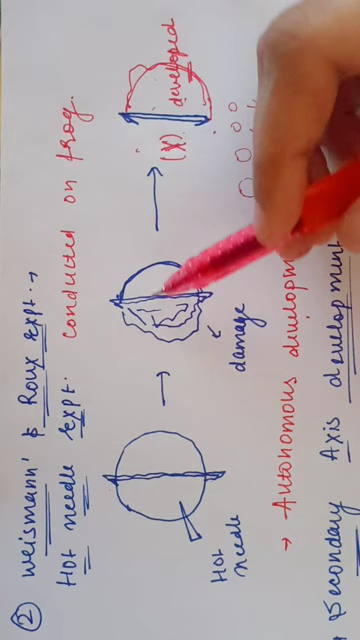 ② Weismann & Roux expt. →
Hot needle expt. conducted on frog.
HOT
Needle
damage
(X) developed
→ Autonomous developm
Secondary Axis development